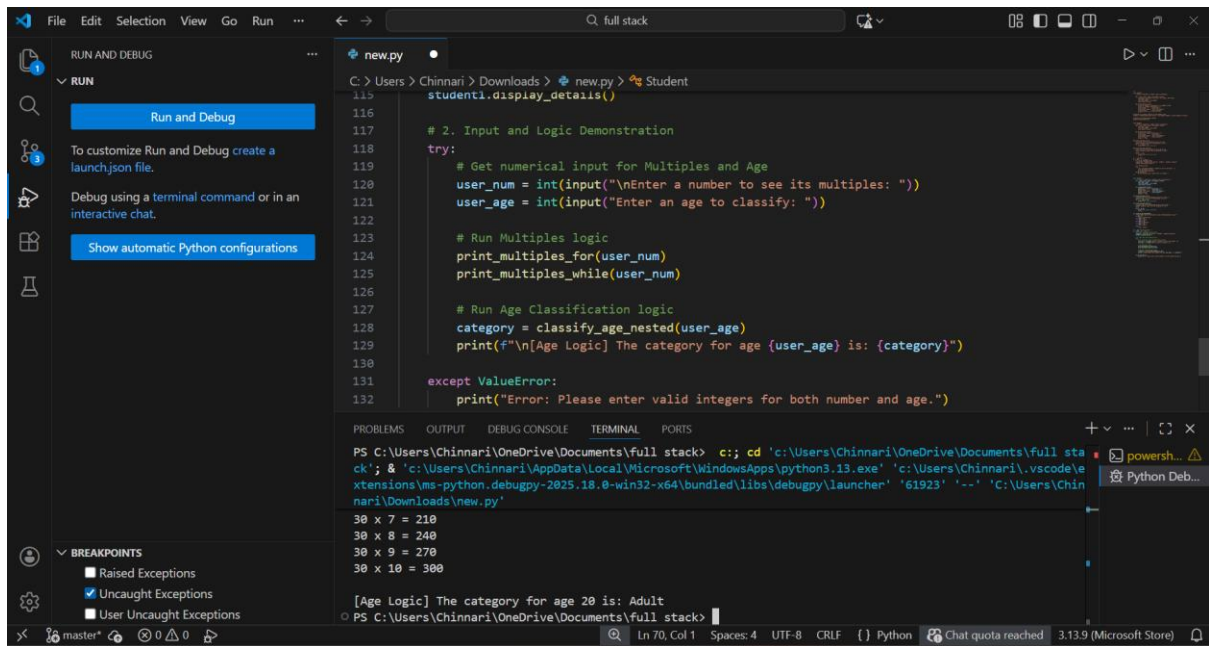 File Edit Selection View Go Run ···
full stack
RUN AND DEBUG ···
RUN
Run and Debug
To customize Run and Debug create a
launch.json file.
Debug using a terminal command or in an
interactive chat.
Show automatic Python configurations
BREAKPOINTS
Raised Exceptions
Uncaught Exceptions
User Uncaught Exceptions
new.py
C: > Users > Chinnari > Downloads > new.py > Student
115 student1.display_details()
116
117 # 2. Input and Logic Demonstration
118 try:
119 # Get numerical input for Multiples and Age
120 user_num = int(input("\nEnter a number to see its multiples: "))
121 user_age = int(input("Enter an age to classify: "))
122
123 # Run Multiples logic
124 print_multiples_for(user_num)
125 print_multiples_while(user_num)
126
127 # Run Age Classification logic
128 category = classify_age_nested(user_age)
129 print(f"\n[Age Logic] The category for age {user_age} is: {category}")
130
131 except ValueError:
132 print("Error: Please enter valid integers for both number and age.")
PROBLEMS OUTPUT DEBUG CONSOLE TERMINAL PORTS
PS C:\Users\Chinnari\OneDrive\Documents\full stack> c:; cd 'c:\Users\Chinnari\OneDrive\Documents\full sta
ck'; & 'c:\Users\Chinnari\AppData\Local\Microsoft\WindowsApps\python3.13.exe' 'c:\Users\Chinnari\.vscode\e
xtensions\ms-python.debugpy-2025.18.0-win32-x64\bundled\libs\debugpy\launcher' '61923' '--' 'C:\Users\Chin
nari\Downloads\new.py'
30 x 7 = 210
30 x 8 = 240
30 x 9 = 270
30 x 10 = 300
[Age Logic] The category for age 20 is: Adult
PS C:\Users\Chinnari\OneDrive\Documents\full stack>
powersh...
Python Deb...
master* 0 0 Ln 70, Col 1 Spaces: 4 UTF-8 CRLF { } Python Chat quota reached 3.13.9 (Microsoft Store)